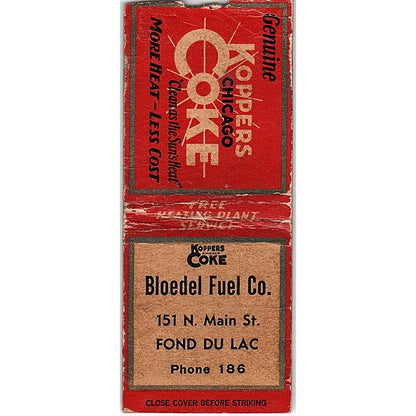 Genuine
KOPPERS
CHICAGO
COKE
"Clean as the Sun's Heat"
MORE HEAT – LESS COST
FREE
HEATING PLANT
SERVICE
KOPPERS
CHICAGO
COKE
Bloedel Fuel Co.
151 N. Main St.
FOND DU LAC
Phone 186
CLOSE COVER BEFORE STRIKING